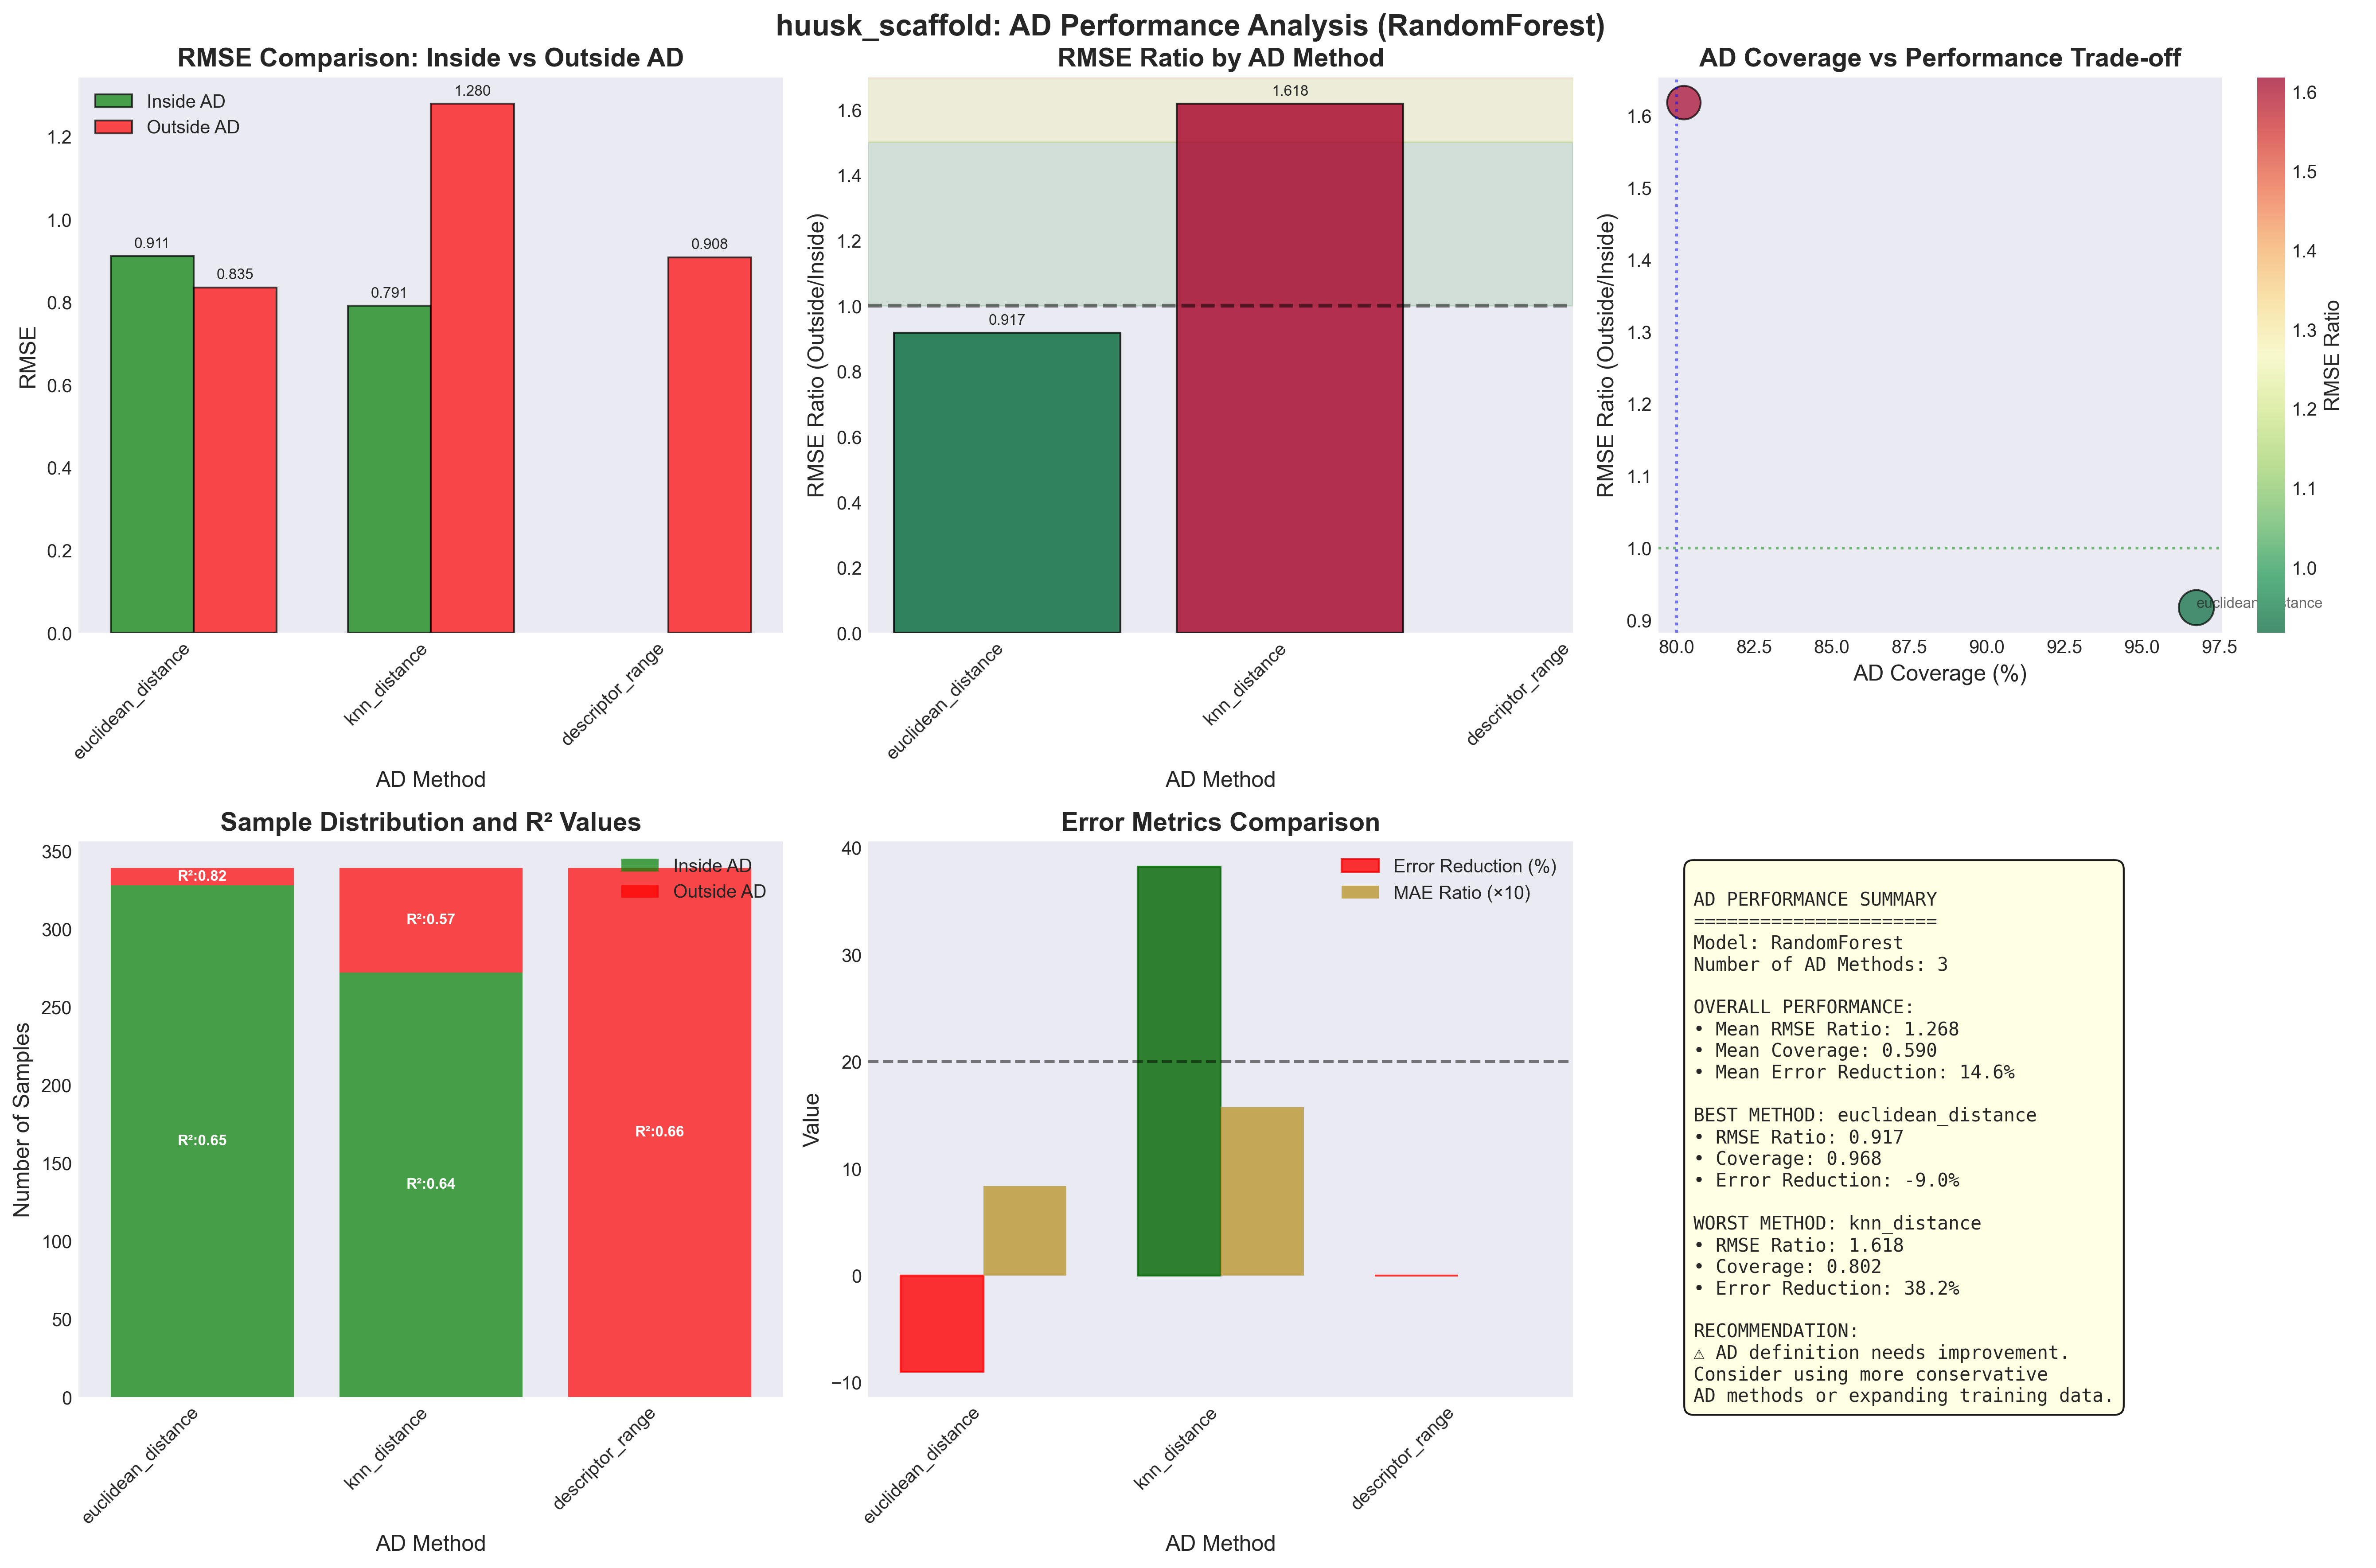 huusk_scaffold: AD Performance Analysis (RandomForest)
RMSE Comparison: Inside vs Outside AD
Inside AD
Outside AD
RMSE
1.2
1.0
0.8
0.6
0.4
0.2
0.0
0.911
0.835
0.791
1.280
0.908
euclidean_distance
knn_distance
descriptor_range
AD Method
RMSE Ratio by AD Method
RMSE Ratio (Outside/Inside)
1.6
1.4
1.2
1.0
0.8
0.6
0.4
0.2
0.0
0.917
1.618
euclidean_distance
knn_distance
descriptor_range
AD Method
AD Coverage vs Performance Trade-off
RMSE Ratio (Outside/Inside)
1.6
1.5
1.4
1.3
1.2
1.1
1.0
0.9
80.0 82.5 85.0 87.5 90.0 92.5 95.0 97.5
AD Coverage (%)
1.6
1.5
1.4
1.3
1.2
1.1
1.0
RMSE Ratio
Sample Distribution and R² Values
Inside AD
Outside AD
Number of Samples
350
300
250
200
150
100
50
0
R²:0.82
R²:0.65
R²:0.57
R²:0.64
R²:0.66
euclidean_distance
knn_distance
descriptor_range
AD Method
Error Metrics Comparison
Error Reduction (%)
MAE Ratio (×10)
Value
40
30
20
10
0
−10
euclidean_distance
knn_distance
descriptor_range
AD Method
AD PERFORMANCE SUMMARY
======================
Model: RandomForest
Number of AD Methods: 3
OVERALL PERFORMANCE:
• Mean RMSE Ratio: 1.268
• Mean Coverage: 0.590
• Mean Error Reduction: 14.6%
BEST METHOD: euclidean_distance
• RMSE Ratio: 0.917
• Coverage: 0.968
• Error Reduction: -9.0%
WORST METHOD: knn_distance
• RMSE Ratio: 1.618
• Coverage: 0.802
• Error Reduction: 38.2%
RECOMMENDATION:
⚠ AD definition needs improvement.
Consider using more conservative
AD methods or expanding training data.